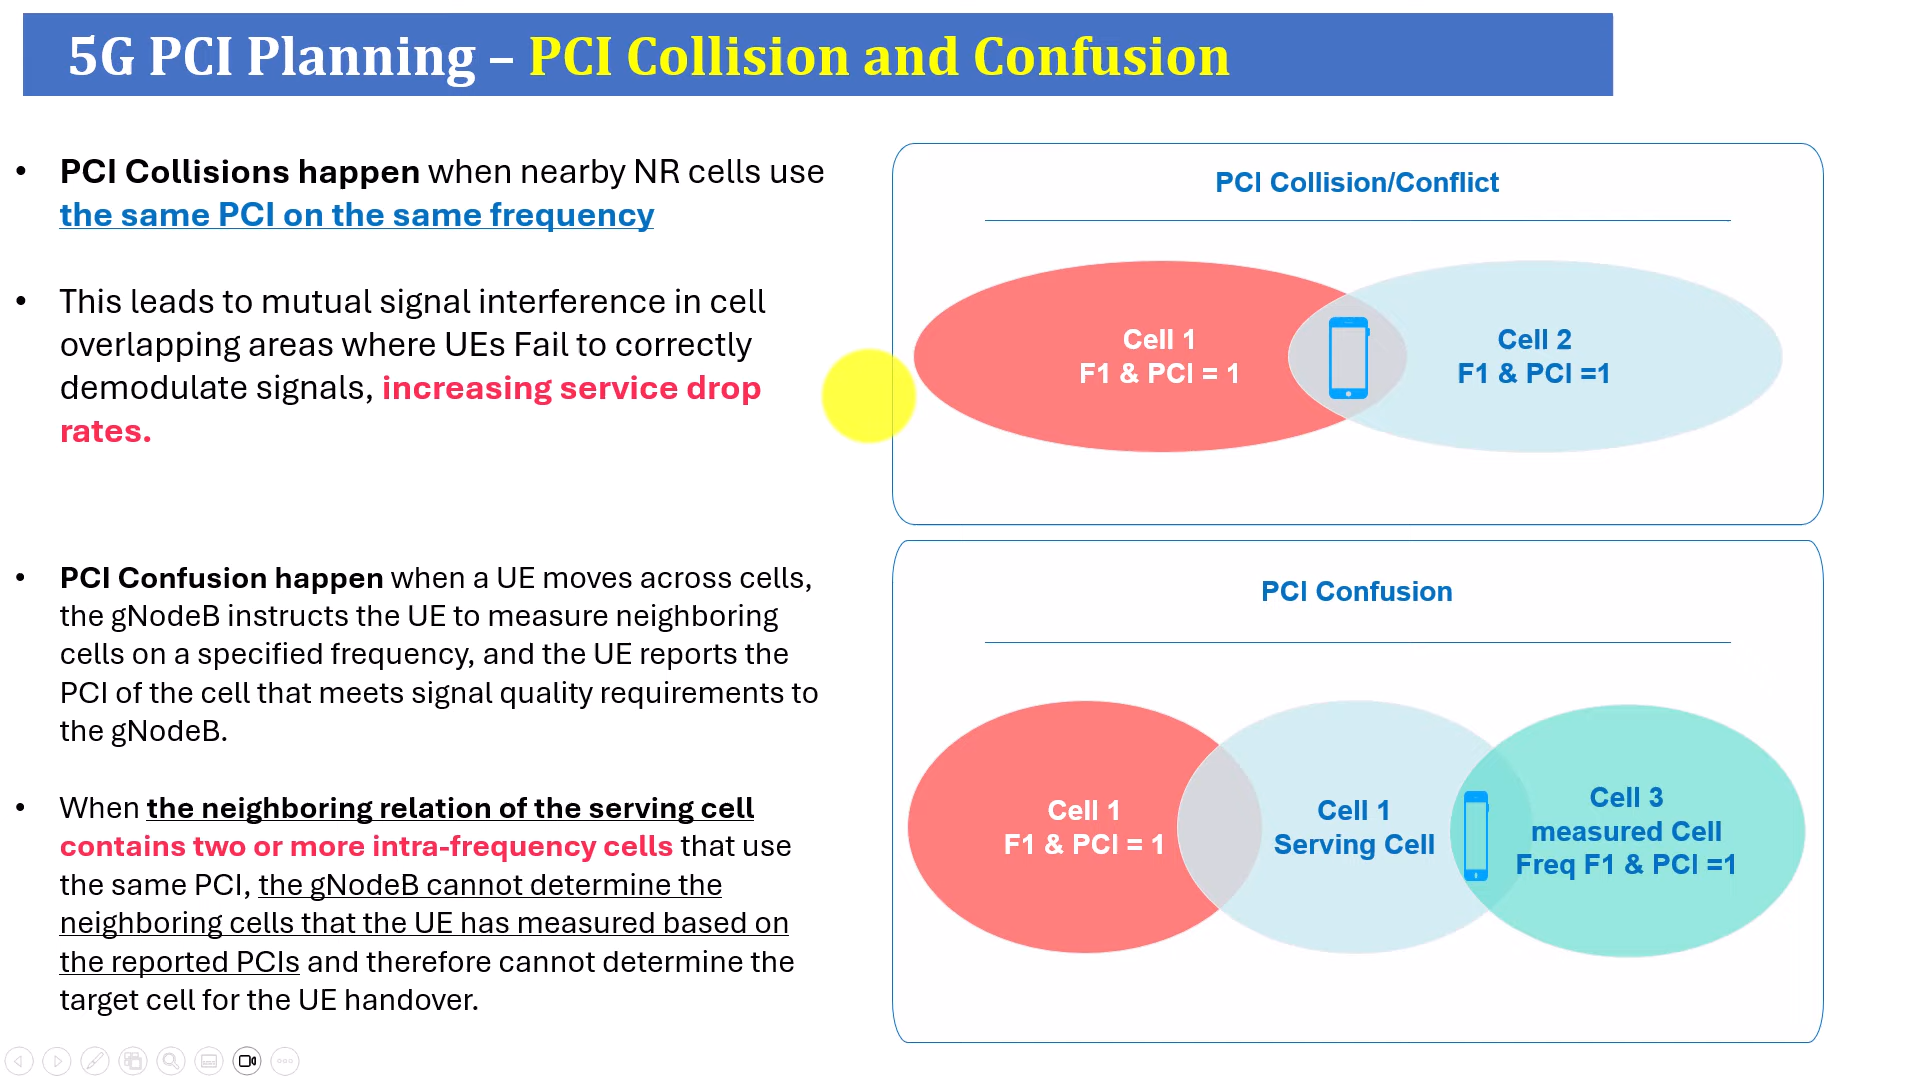 5G PCI Planning – PCI Collision and Confusion
• PCI Collisions happen when nearby NR cells use
the same PCI on the same frequency
• This leads to mutual signal interference in cell
overlapping areas where UEs Fail to correctly
demodulate signals, increasing service drop
rates.
• PCI Confusion happen when a UE moves across cells,
the gNodeB instructs the UE to measure neighboring
cells on a specified frequency, and the UE reports the
PCI of the cell that meets signal quality requirements to
the gNodeB.
• When the neighboring relation of the serving cell
contains two or more intra-frequency cells that use
the same PCI, the gNodeB cannot determine the
neighboring cells that the UE has measured based on
the reported PCIs and therefore cannot determine the
target cell for the UE handover.
PCI Collision/Conflict
Cell 1
F1 & PCI = 1
Cell 2
F1 & PCI =1
PCI Confusion
Cell 1
F1 & PCI = 1
Cell 1
Serving Cell
Cell 3
measured Cell
Freq F1 & PCI =1